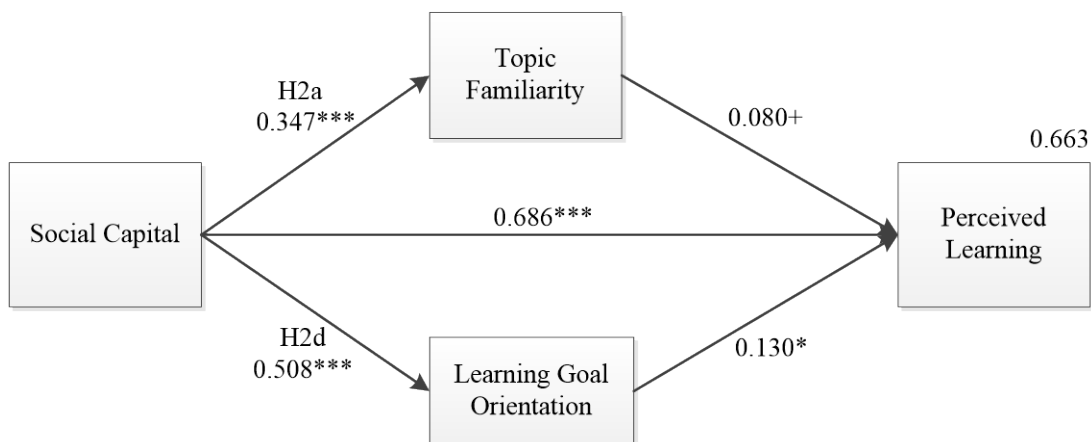 Topic
Familiarity
H2a
0.347***
0.080+
0.663
Social Capital
0.686***
Perceived
Learning
H2d
0.508***
Learning Goal
Orientation
0.130*